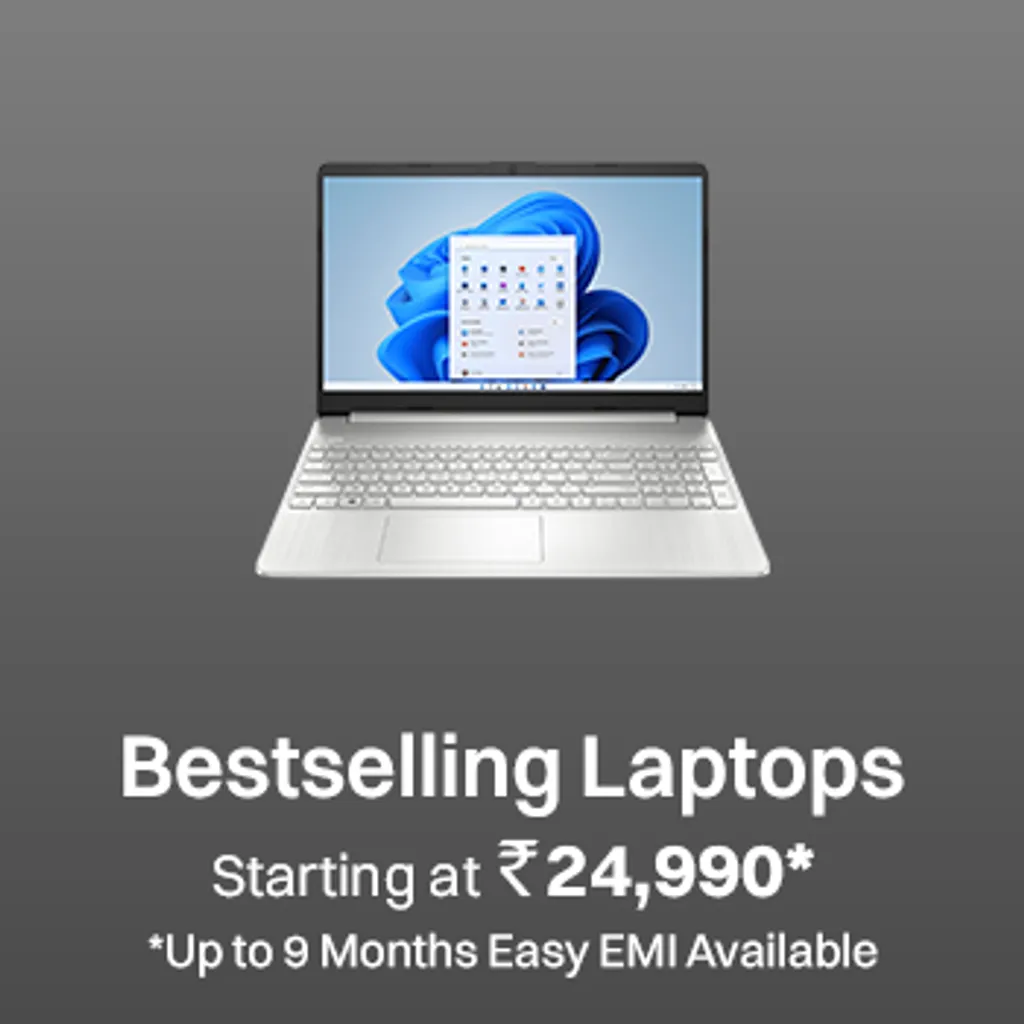 Bestselling Laptops
Starting at ₹24,990*
*Up to 9 Months Easy EMI Available